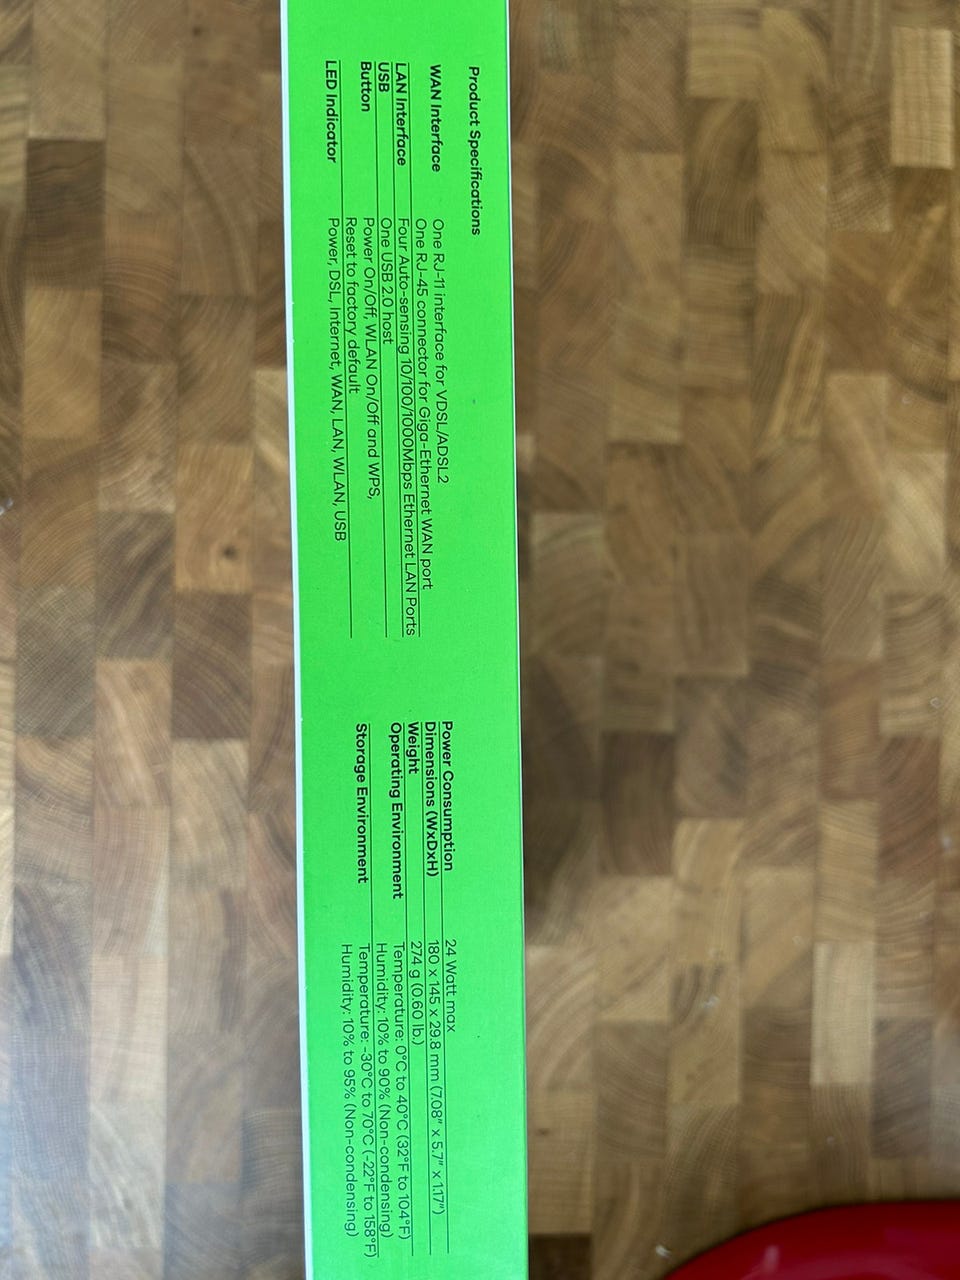 Product Specifications
WAN Interface One RJ-11 interface for VDSL/ADSL2
One RJ-45 connector for Giga-Ethernet WAN port
LAN Interface Four Auto-sensing 10/100/1000Mbps Ethernet LAN Ports
USB One USB 2.0 host
Button Power On/Off, WLAN On/Off and WPS,
Reset to factory default
LED Indicator Power, DSL, Internet, WAN, LAN, WLAN, USB
Power Consumption 24 Watt max
Dimensions (WxDxH) 180 x 145 x 29.8 mm (7.08" x 5.7" x 1.17")
Weight 274 g (0.60 lb.)
Operating Environment Temperature: 0°C to 40°C (32°F to 104°F)
Humidity: 10% to 90% (Non-condensing)
Storage Environment Temperature: -30°C to 70°C (-22°F to 158°F)
Humidity: 10% to 95% (Non-condensing)